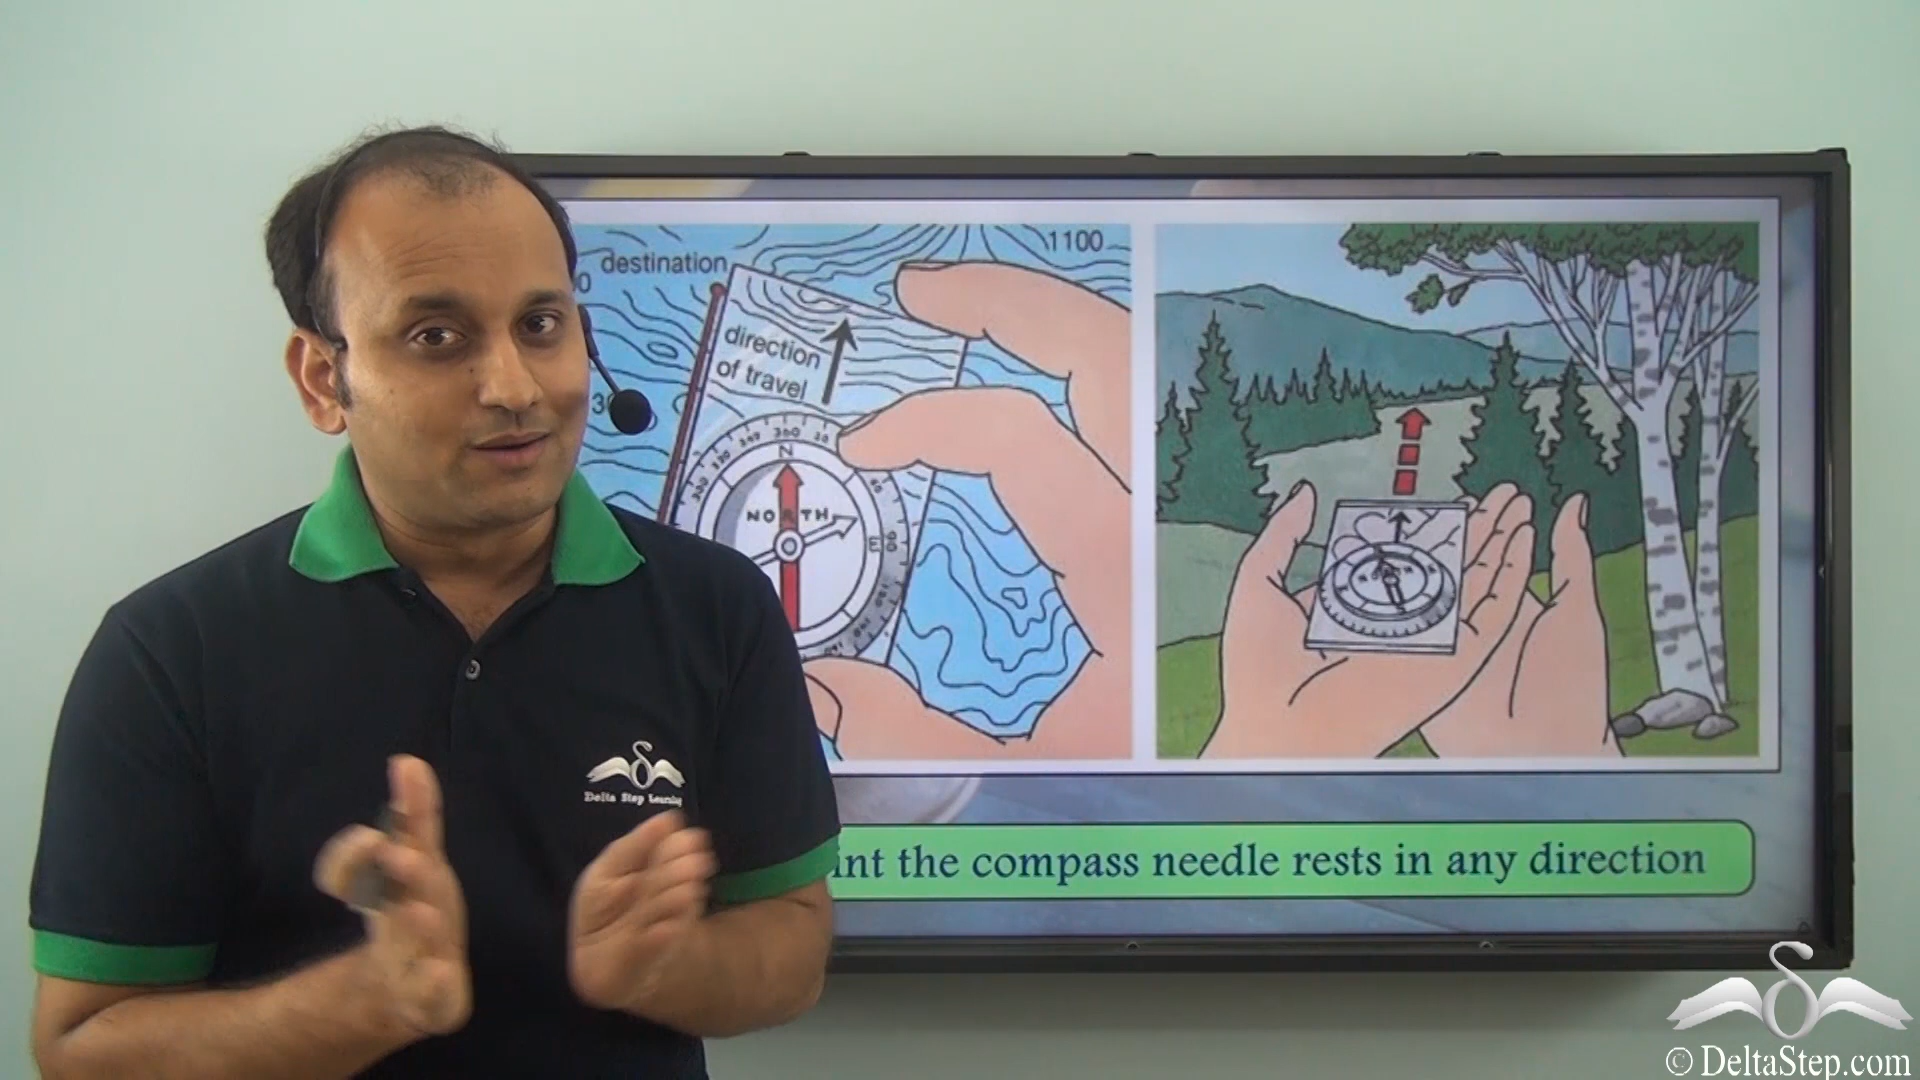 destination
1100
direction
of travel
N
NORTH
E
int the compass needle rests in any direction
Delta Step Learning
© DeltaStep.com